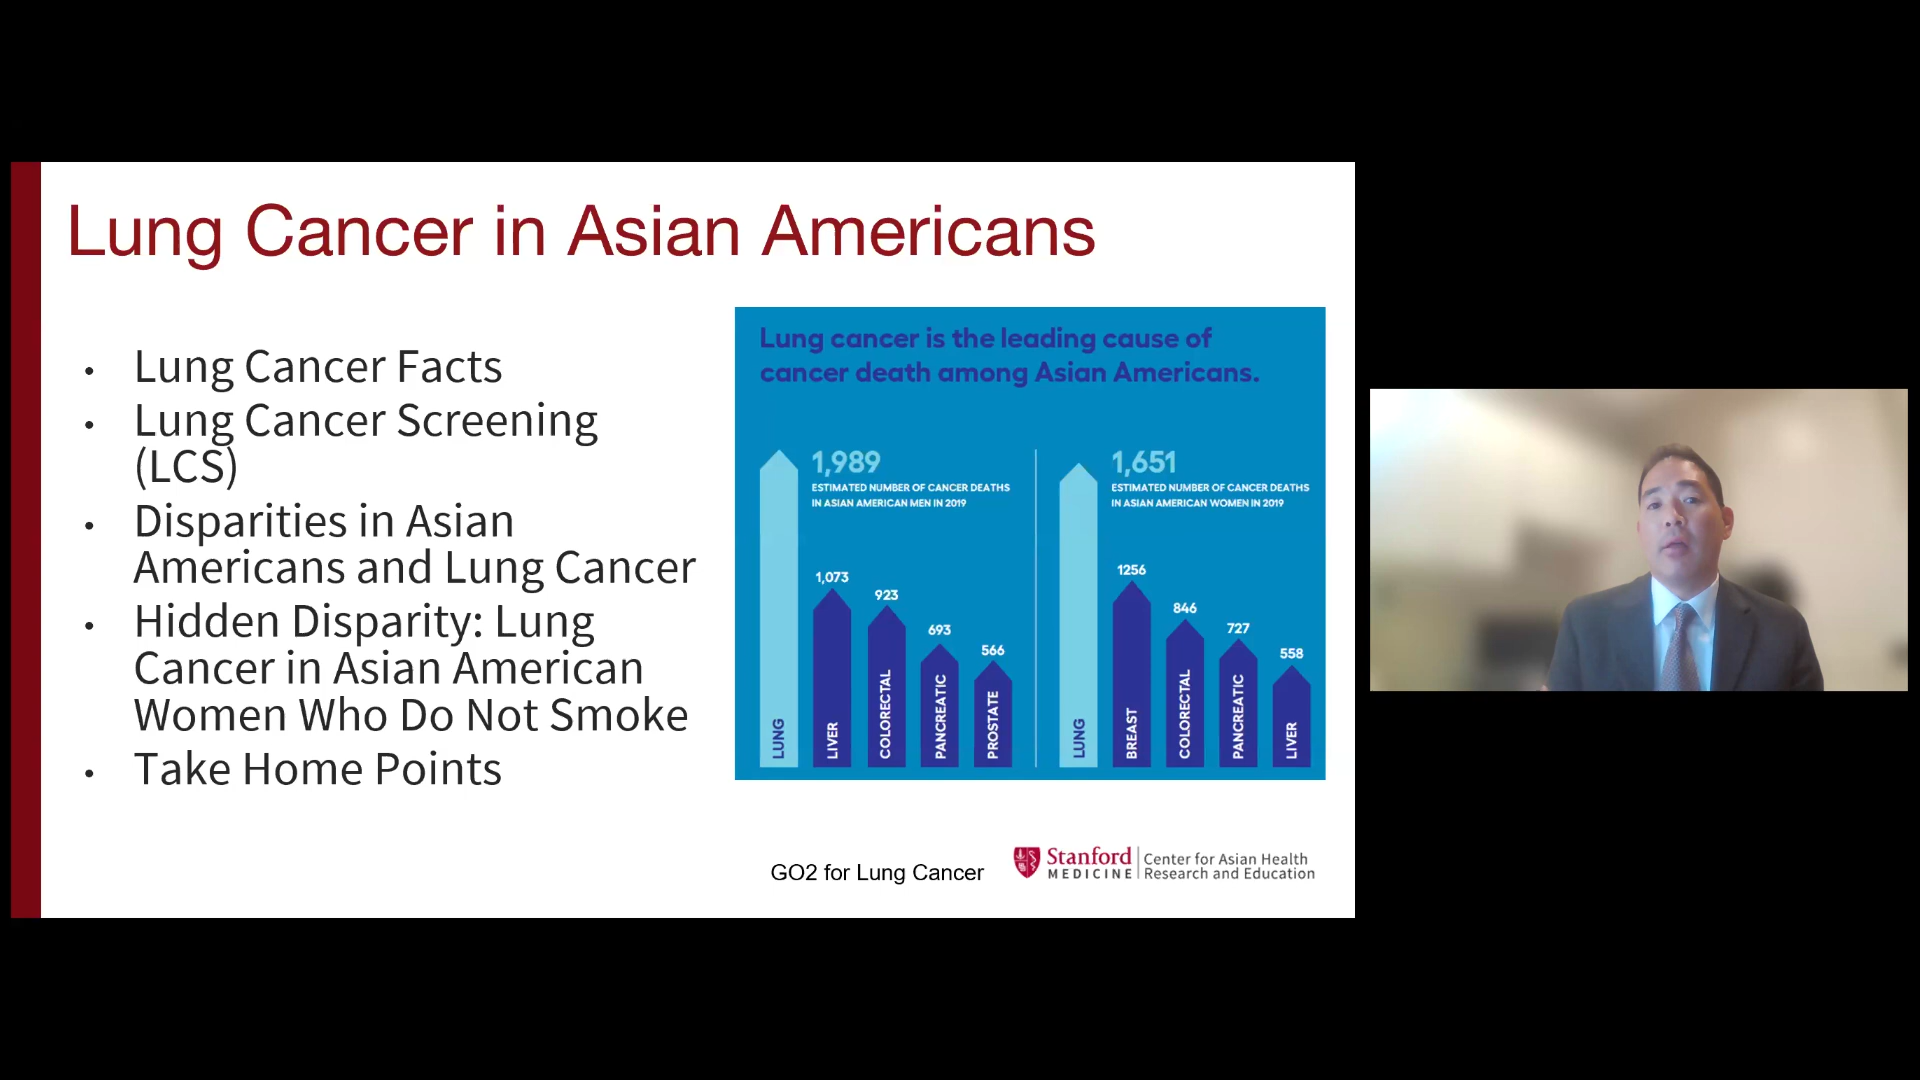 Lung Cancer in Asian Americans
• Lung Cancer Facts
• Lung Cancer Screening
(LCS)
• Disparities in Asian
Americans and Lung Cancer
• Hidden Disparity: Lung
Cancer in Asian American
Women Who Do Not Smoke
• Take Home Points
Lung cancer is the leading cause of
cancer death among Asian Americans.
1,989
ESTIMATED NUMBER OF CANCER DEATHS
IN ASIAN AMERICAN MEN IN 2019
1,073
923
693
566
LUNG
LIVER
COLORECTAL
PANCREATIC
PROSTATE
1,651
ESTIMATED NUMBER OF CANCER DEATHS
IN ASIAN AMERICAN WOMEN IN 2019
1256
846
727
558
LUNG
BREAST
COLORECTAL
PANCREATIC
LIVER
GO2 for Lung Cancer
Stanford
MEDICINE
Center for Asian Health
Research and Education